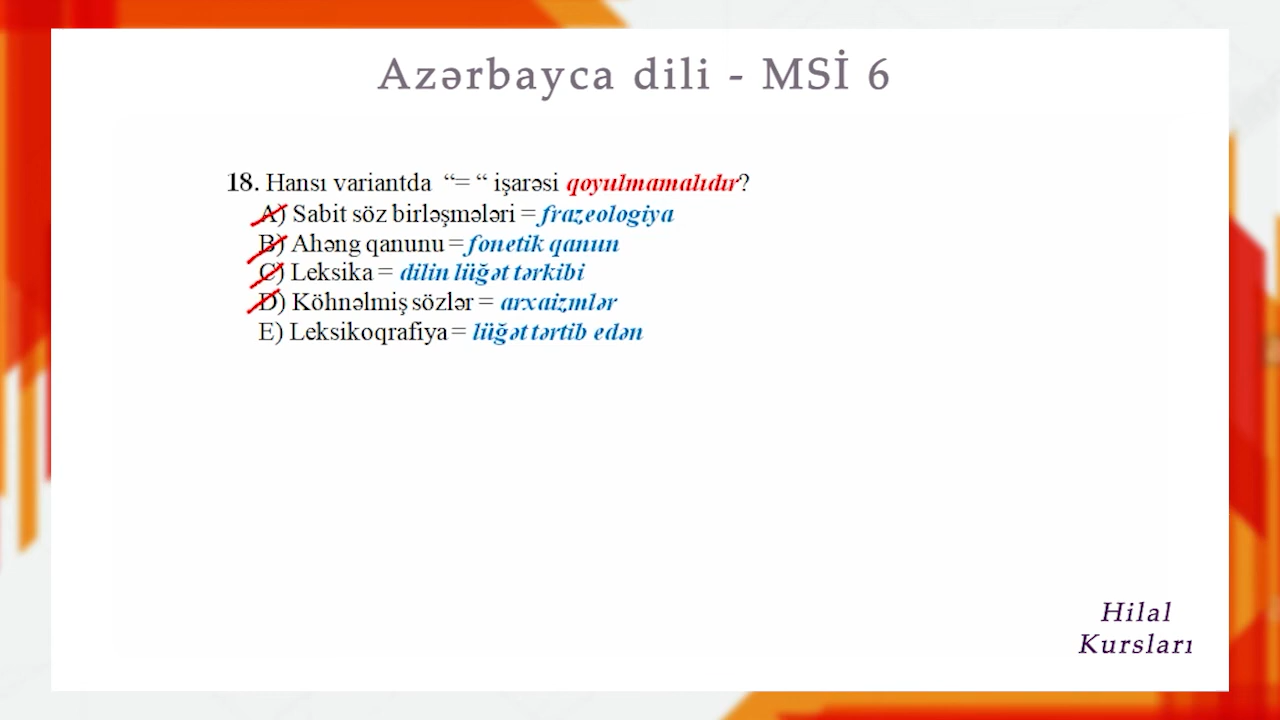 Azərbayca dili - MSİ 6
18. Hansı variantda “= “ işarəsi qoyulmamalıdır?
A) Sabit söz birləşmələri = frazeologiya
B) Ahəng qanunu = fonetik qanun
C) Leksika = dilin lüğət tərkibi
D) Köhnəlmiş sözlər = arxaizmlər
E) Leksikoqrafiya = lüğət tərtib edən
Hilal
Kursları